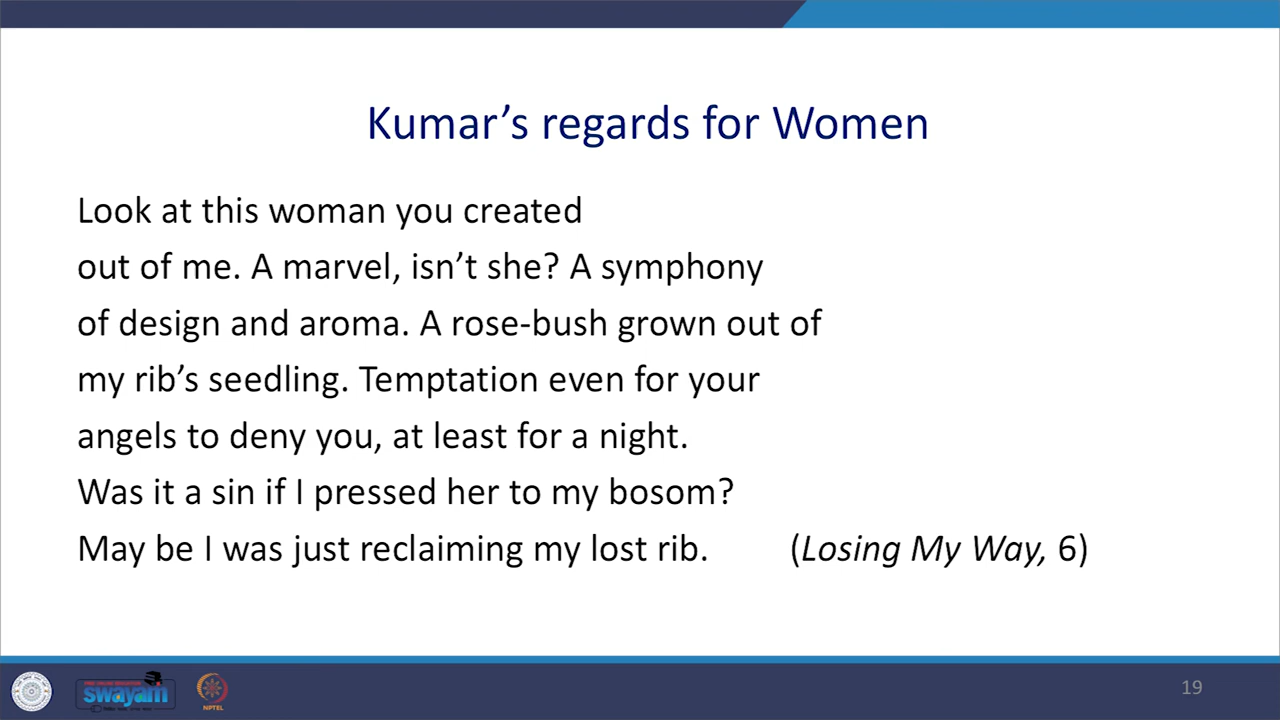 Kumar’s regards for Women
Look at this woman you created
out of me. A marvel, isn’t she? A symphony
of design and aroma. A rose-bush grown out of
my rib’s seedling. Temptation even for your
angels to deny you, at least for a night.
Was it a sin if I pressed her to my bosom?
May be I was just reclaiming my lost rib. (Losing My Way, 6)
swayam
NPTEL
19